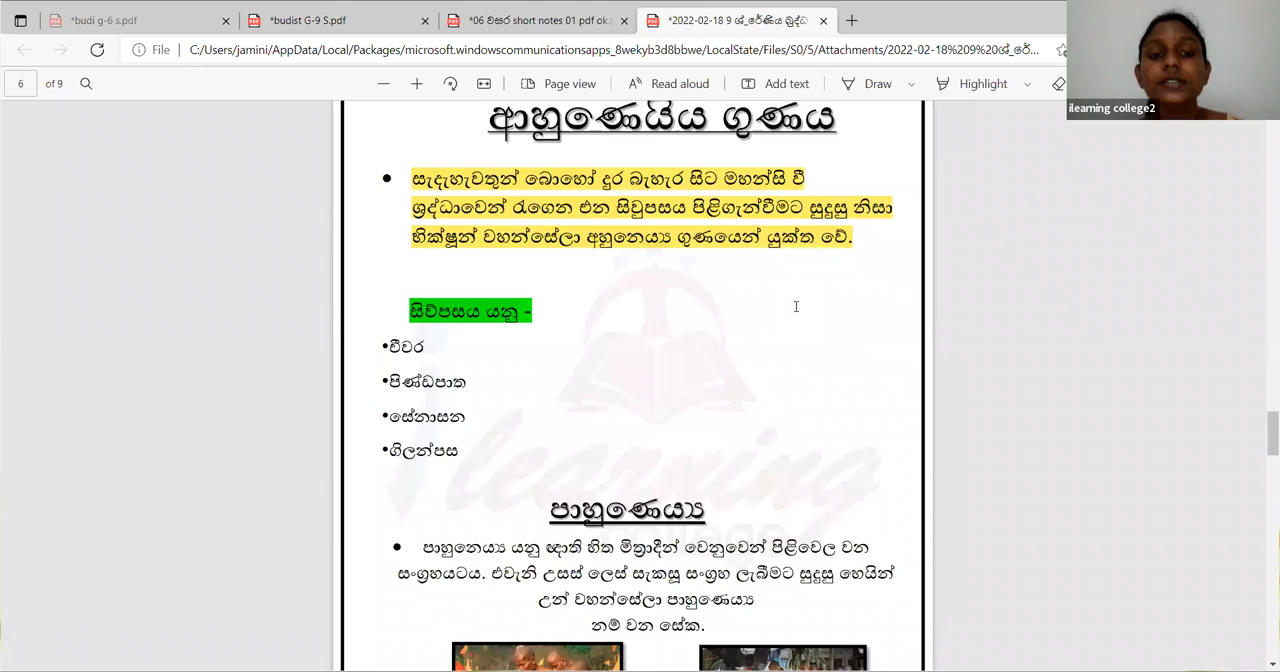 *budi g-6 s.pdf
*budist G-9 S.pdf
*06 වසර short notes 01 pdf ok.
*2022-02-18 9 ශ්‍රේණිය බුද්ධ
File
C:/Users/jamini/AppData/Local/Packages/microsoft.windowscommunicationsapps_8wekyb3d8bbwe/LocalState/Files/S0/5/Attachments/2022-02-18%209%20ශ්‍රේ...
6 of 9
Page view
Read aloud
Add text
Draw
Highlight
ilearning college2
ආහුණෙයිය ගුණය
• සැදැහැවතුන් බොහෝ දුර බැහැර සිට මහන්සි වී
ශ්‍රද්ධාවෙන් රැගෙන එන සිවුපසය පිළිගැන්වීමට සුදුසු නිසා
භික්ෂූන් වහන්සේලා අහුනෙය්‍ය ගුණයෙන් යුක්ත වේ.
සිව්පසය යනු -
•චීවර
•පිණ්ඩපාත
•සේනාසන
•ගිලන්පස
පාහුණෙය්‍ය
• පාහුනෙය්‍ය යනු ඥාති හිත මිත්‍රාදීන් වෙනුවෙන් පිළිවෙල වන
සංග්‍රහයටය. එවැනි උසස් ලෙස් සැකසූ සංග්‍රහ ලැබීමට සුදුසු හෙයින්
උන් වහන්සේලා පාහුණෙය්‍ය
නම් වන සේක.
ilearning
college